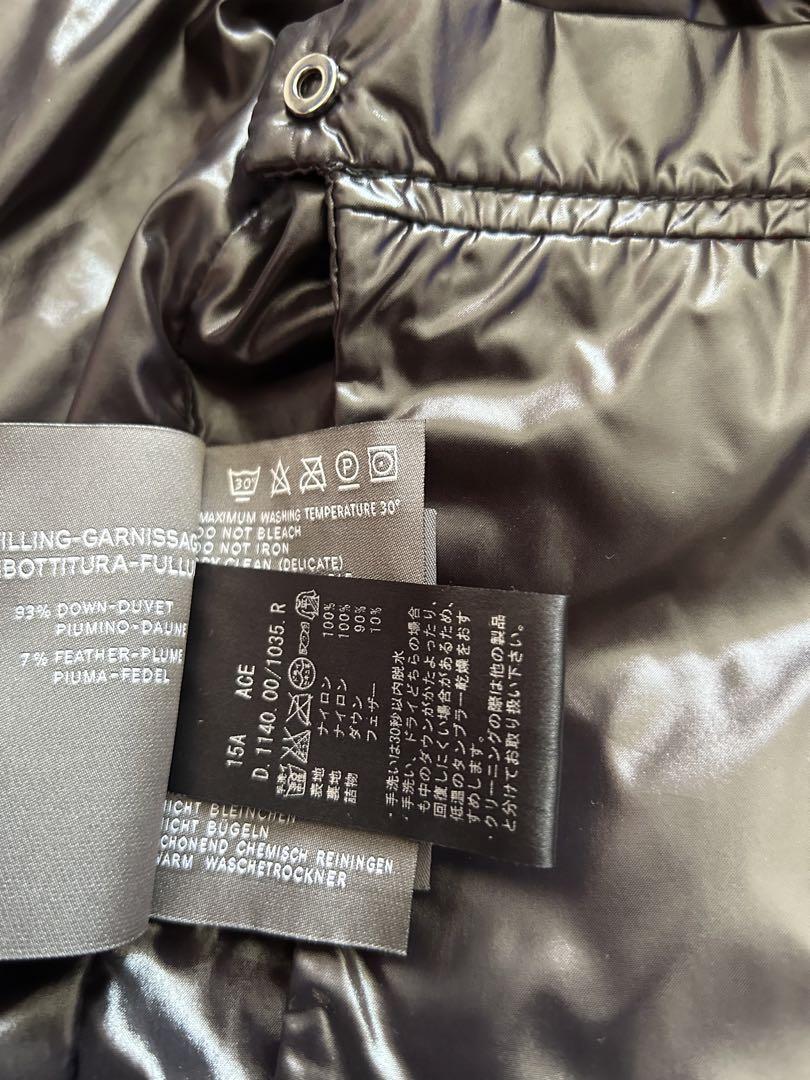 ILLING-GARNISSAG
BOTTITURA-FULLU
93% DOWN-DUVET
PIUMINO-DAUNE
7% FEATHER-PLUME
PIUMA-FEDEL
30°
P
MAXIMUM WASHING TEMPERATURE 30°
DO NOT BLEACH
DO NOT IRON
DRY CLEAN (DELICATE)
15A ACE
D.1140.00/1035.R
表地 ナイロン 100%
裏地 ナイロン 100%
詰物 ダウン 90%
フェザー 10%
・手洗いは30秒以内脱水
・手洗い、ドライどちらの場合
も中のダウンがかたよったり、
回復しにくい場合があるため、
低温のタンブラー乾燥をおす
すめします。
・クリーニングの際は他の製品
と分けてお取り扱い下さい。
NICHT BLEINCHEN
NICHT BÜGELN
SCHONEND CHEMISCH REININGEN
WARM WASCHETROCKNER